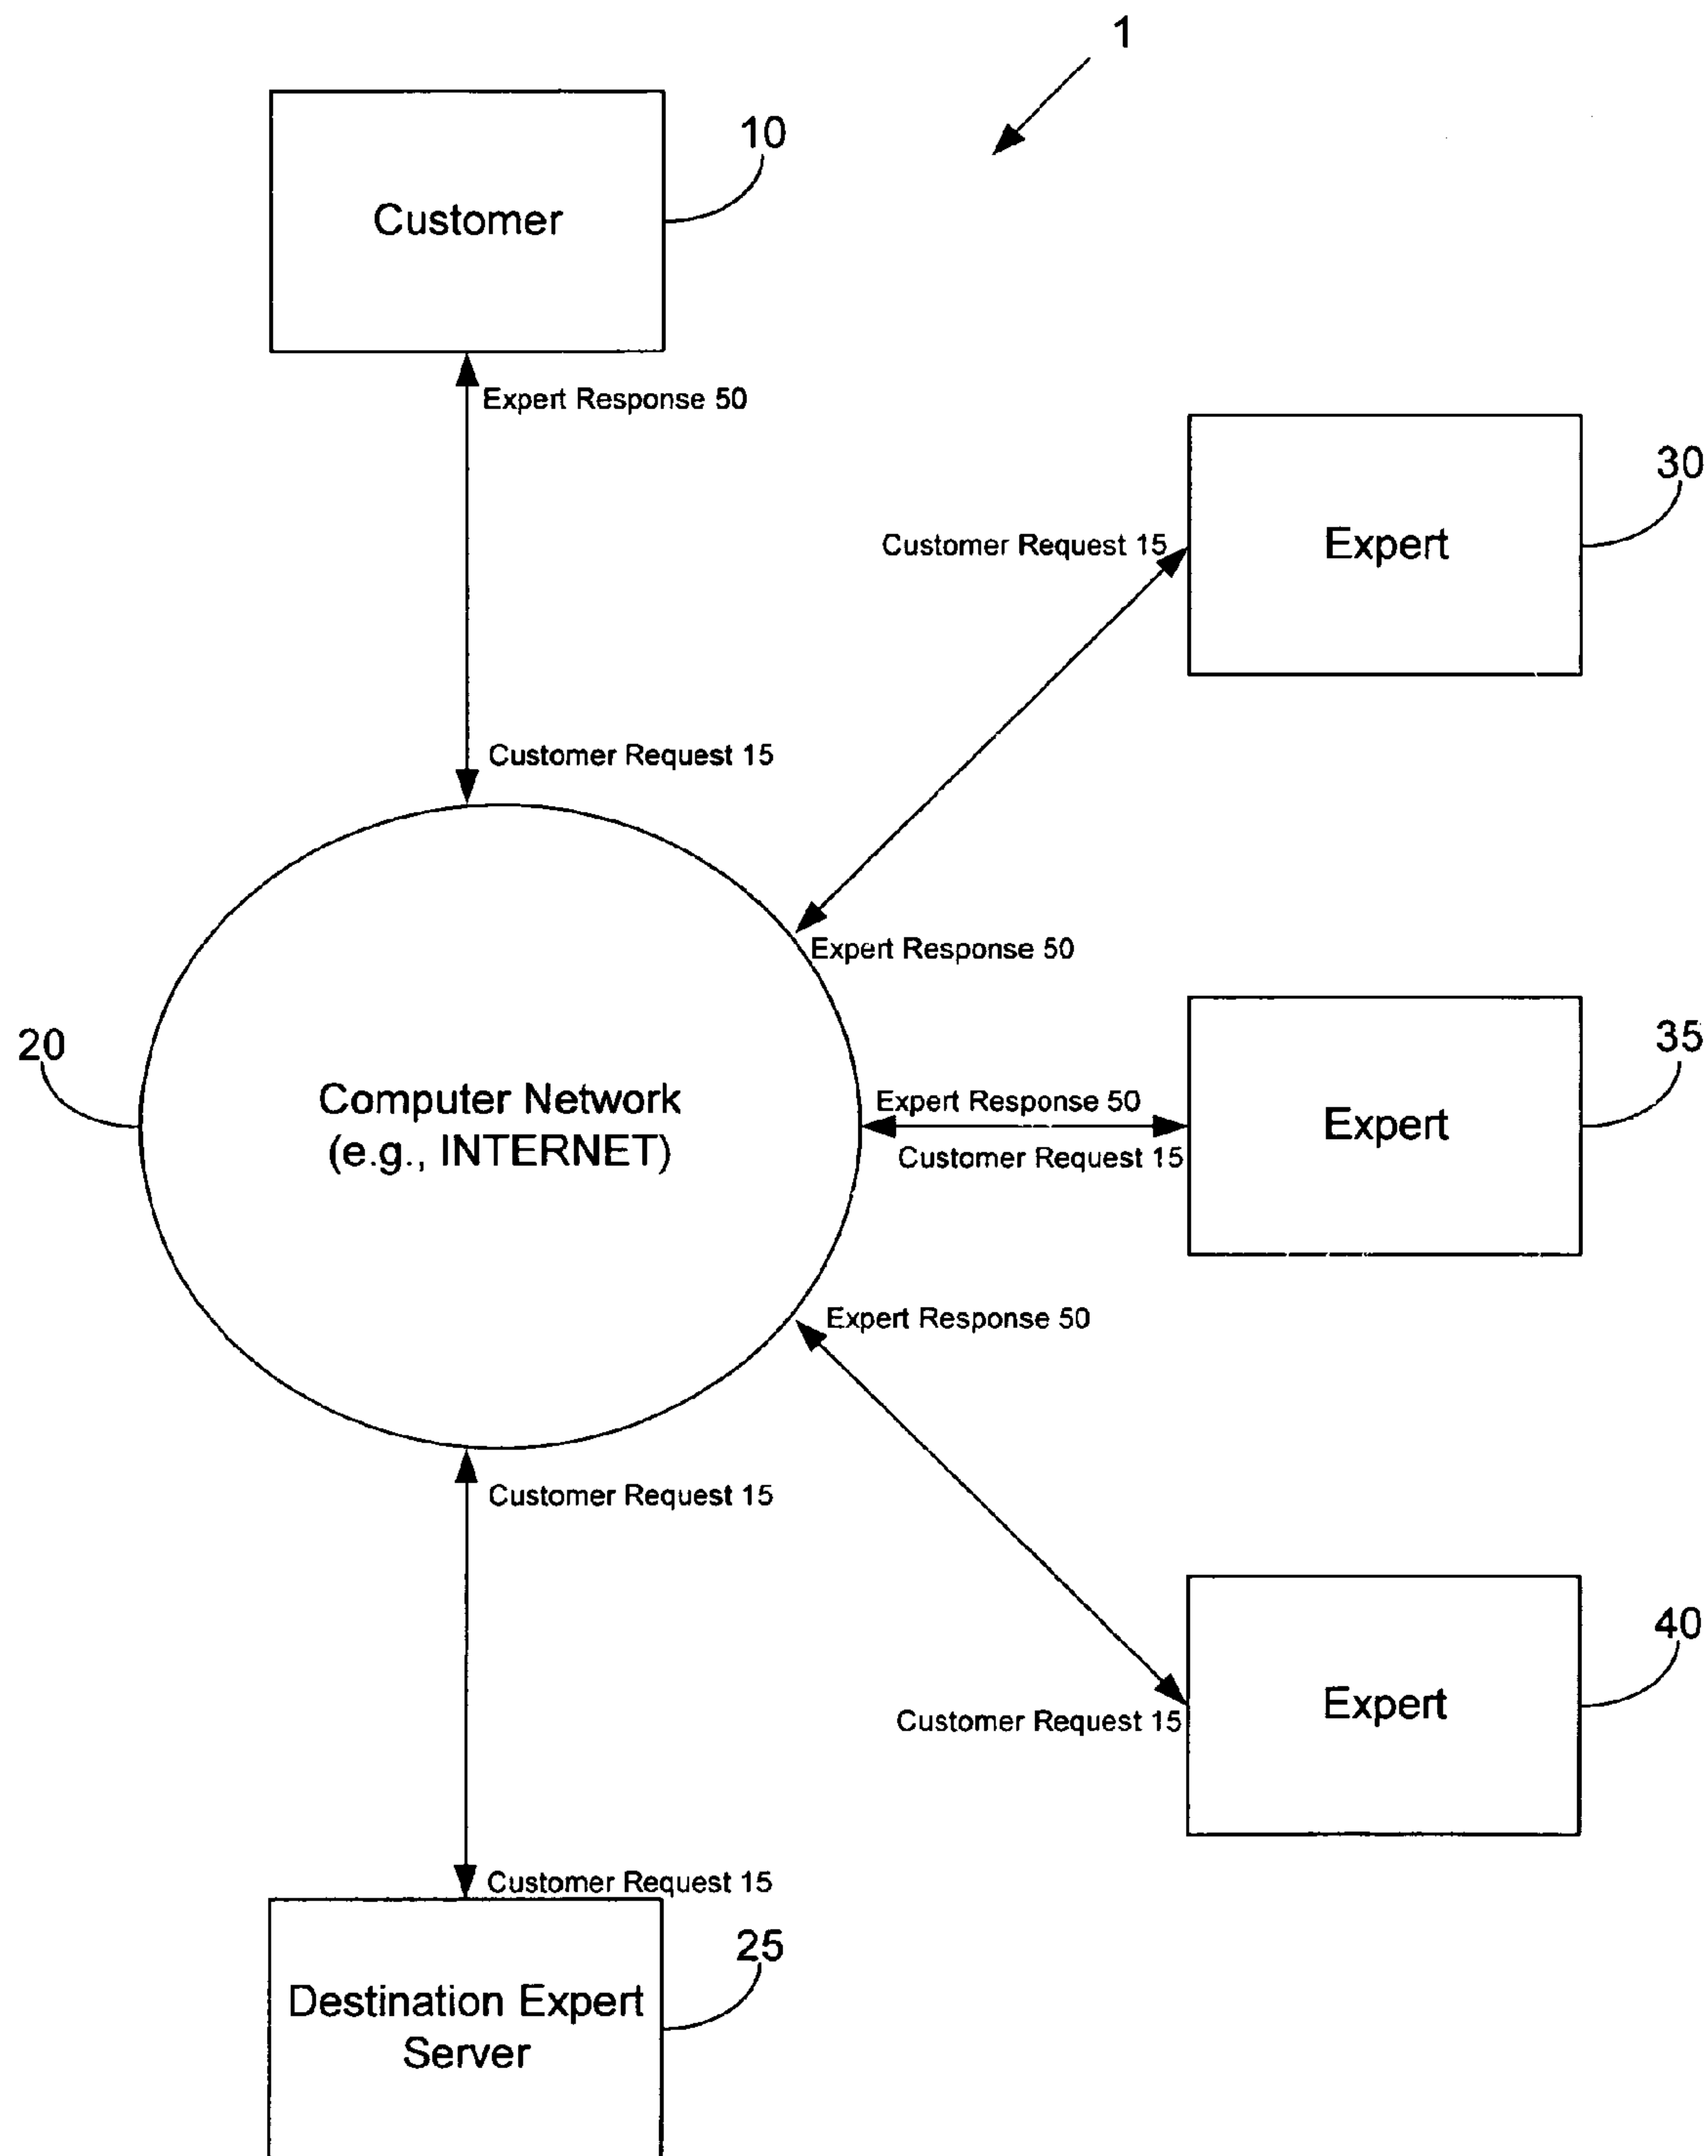 1
10
Customer
Expert Response 50
30
Customer Request 15
Expert
Customer Request 15
Expert Response 50
20
35
Computer Network
(e.g., INTERNET)
Expert Response 50
Customer Request 15
Expert
Expert Response 50
Customer Request 15
40
Customer Request 15
Expert
Customer Request 15
25
Destination Expert
Server